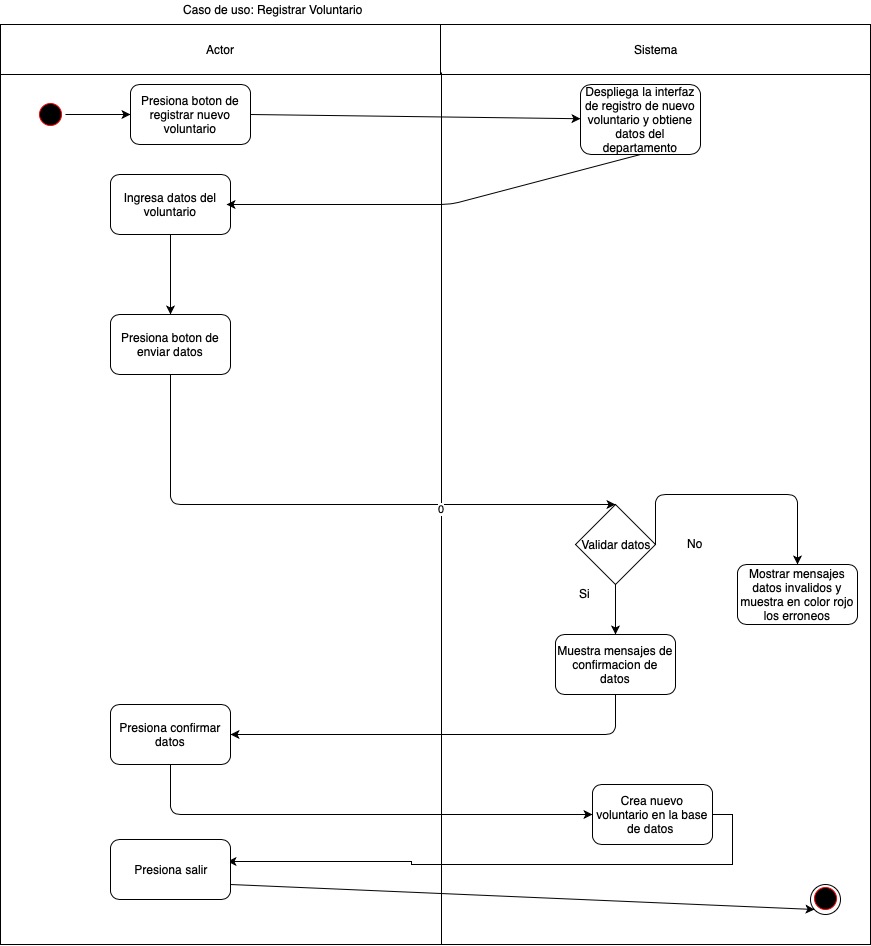 Caso de uso: Registrar Voluntario
Actor
Sistema
Presiona boton de
registrar nuevo
voluntario
Despliega la interfaz
de registro de nuevo
voluntario y obtiene
datos del
departamento
Ingresa datos del
voluntario
Presiona boton de
enviar datos
0
Validar datos
No
Si
Mostrar mensajes
datos invalidos y
muestra en color rojo
los erroneos
Muestra mensajes de
confirmacion de
datos
Presiona confirmar
datos
Crea nuevo
voluntario en la base
de datos
Presiona salir